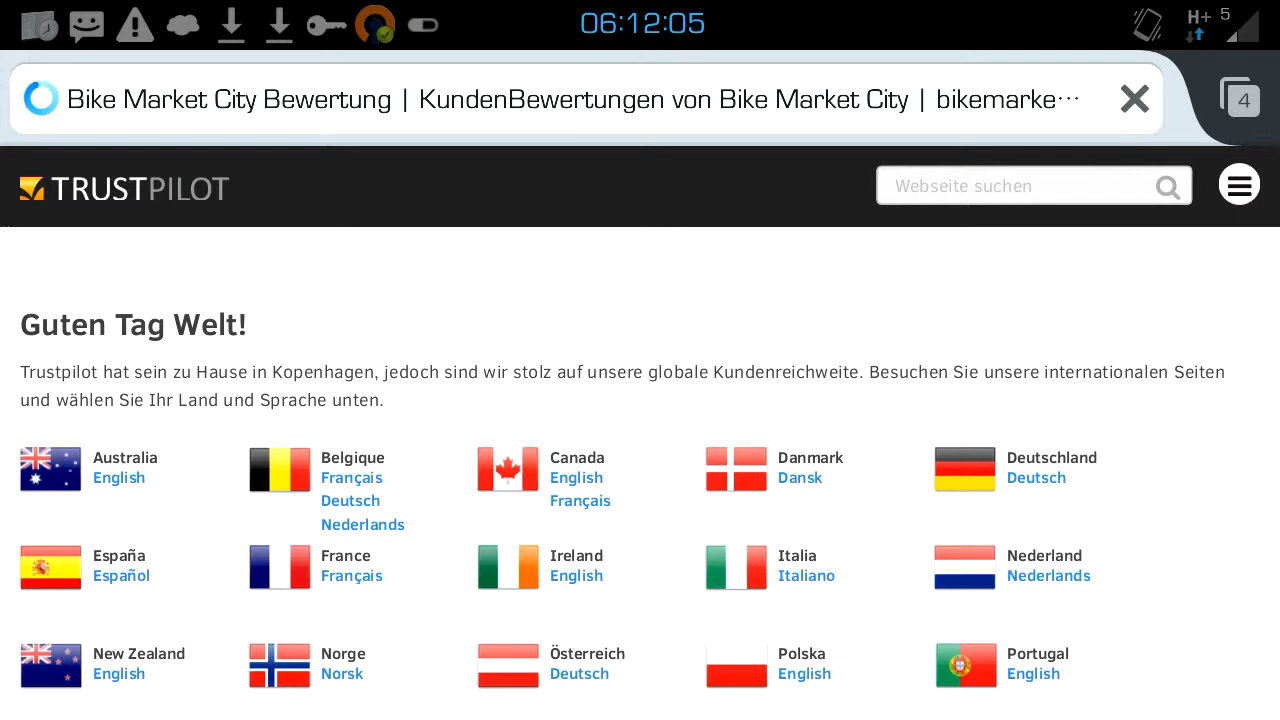 06:12:05
H+ 5
Bike Market City Bewertung | KundenBewertungen von Bike Market City | bikemarke…
4
TRUSTPILOT
Webseite suchen
Guten Tag Welt!
Trustpilot hat sein zu Hause in Kopenhagen, jedoch sind wir stolz auf unsere globale Kundenreichweite. Besuchen Sie unsere internationalen Seiten
und wählen Sie Ihr Land und Sprache unten.
Australia
English
Belgique
Français
Deutsch
Nederlands
Canada
English
Français
Danmark
Dansk
Deutschland
Deutsch
España
Español
France
Français
Ireland
English
Italia
Italiano
Nederland
Nederlands
New Zealand
English
Norge
Norsk
Österreich
Deutsch
Polska
English
Portugal
English